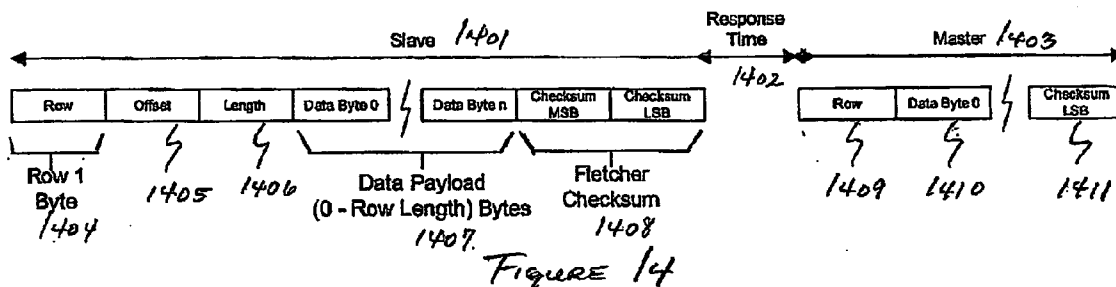 Slave 1401
Response Time
1402
Master 1403
Row Offset Length Data Byte 0 Data Byte n Checksum MSB Checksum LSB
Row Data Byte 0 Checksum LSB
Row 1 Byte
1404
1405
1406
Data Payload
(0 - Row Length) Bytes
1407
Fletcher Checksum
1408
1409
1410
1411
FIGURE 14